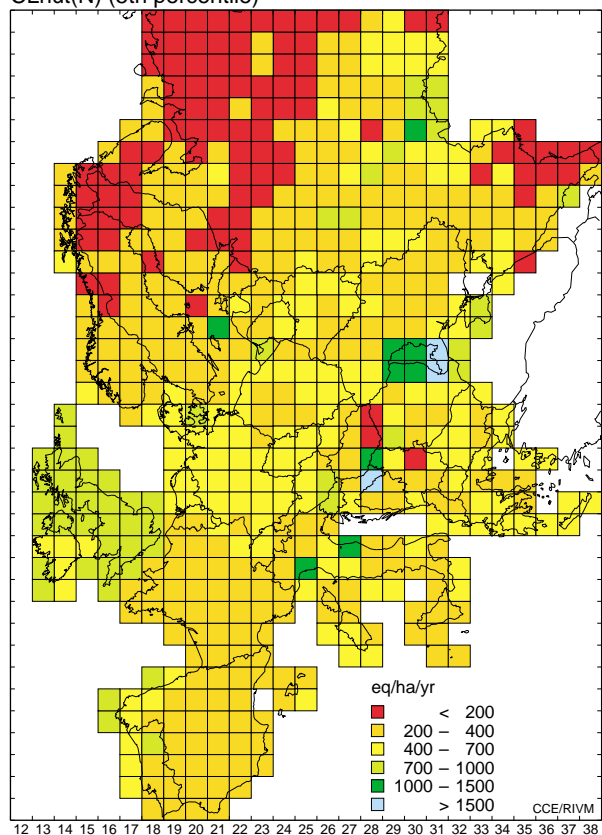 CLnut(N) (5th percentile)
eq/ha/yr
< 200
200 – 400
400 – 700
700 – 1000
1000 – 1500
> 1500
CCE/RIVM
12 13 14 15 16 17 18 19 20 21 22 23 24 25 26 27 28 29 30 31 32 33 34 35 36 37 38